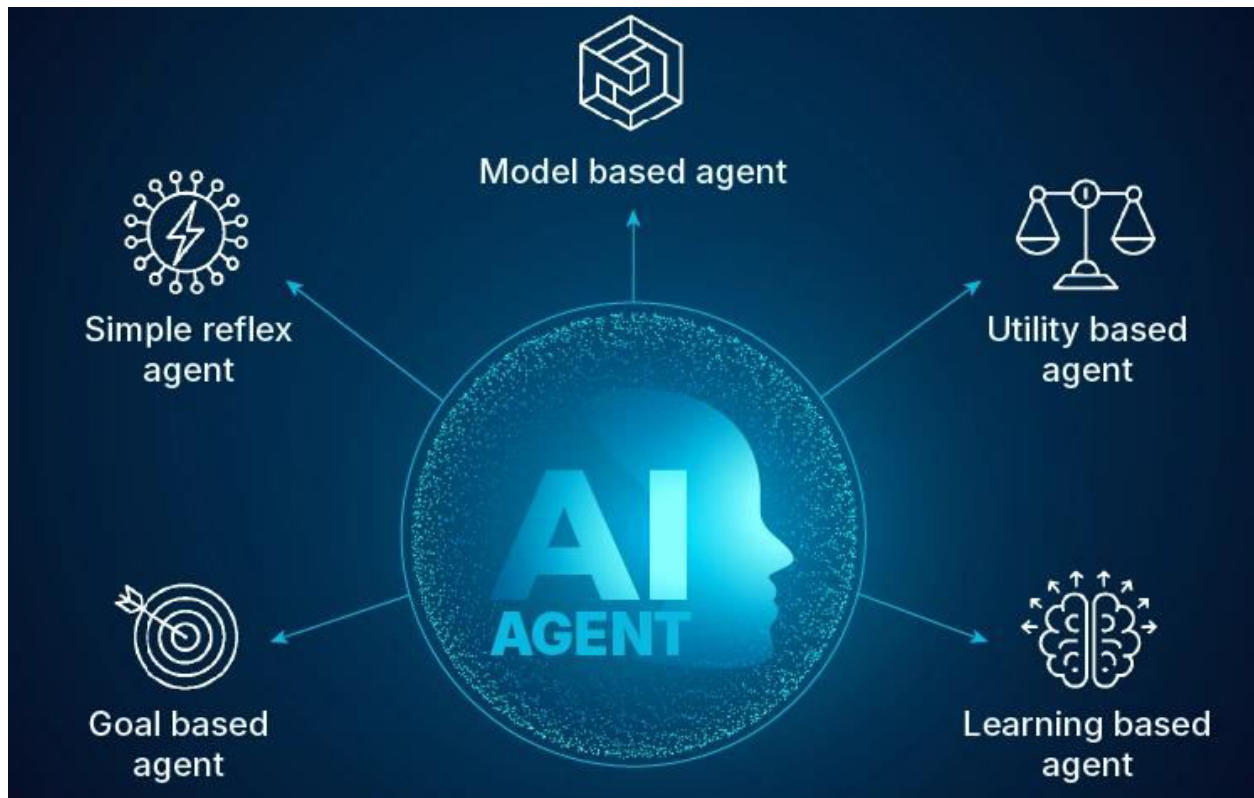 Model based agent
Simple reflex
agent
Utility based
agent
AI
AGENT
Goal based
agent
Learning based
agent